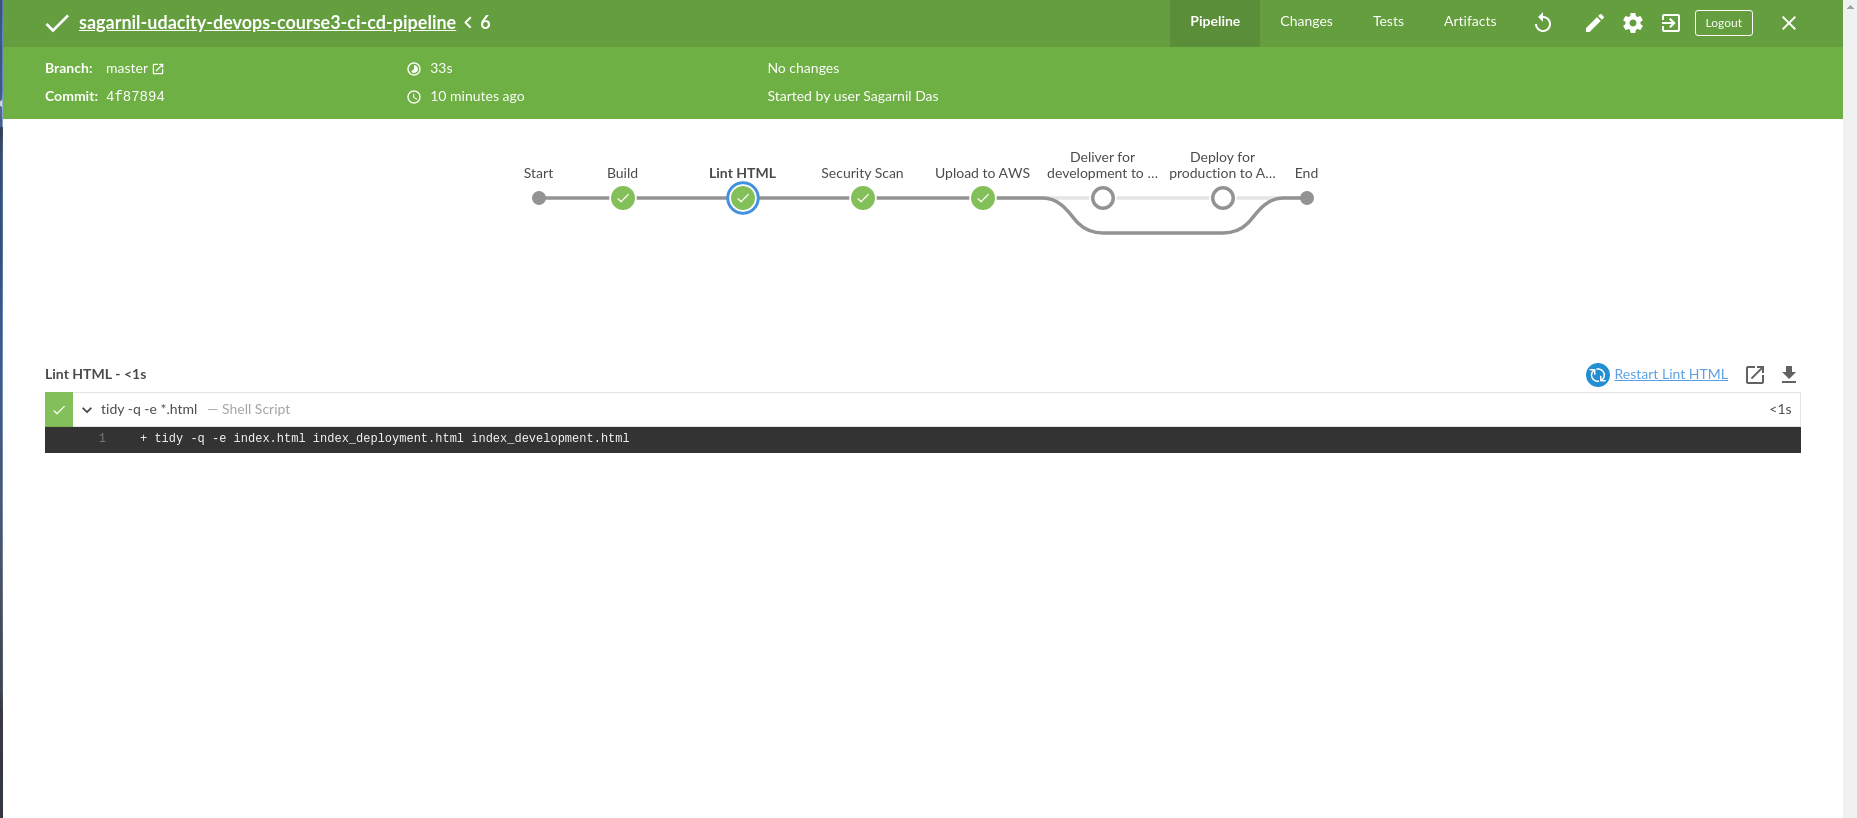 sagarnil-udacity-devops-course3-ci-cd-pipeline < 6
Pipeline Changes Tests Artifacts Logout
Branch: master 33s No changes
Commit: 4f87894 10 minutes ago Started by user Sagarnil Das
Start Build Lint HTML Security Scan Upload to AWS Deliver for development to ... Deploy for production to A... End
Lint HTML - <1s Restart Lint HTML
tidy -q -e *.html — Shell Script <1s
1 + tidy -q -e index.html index_deployment.html index_development.html